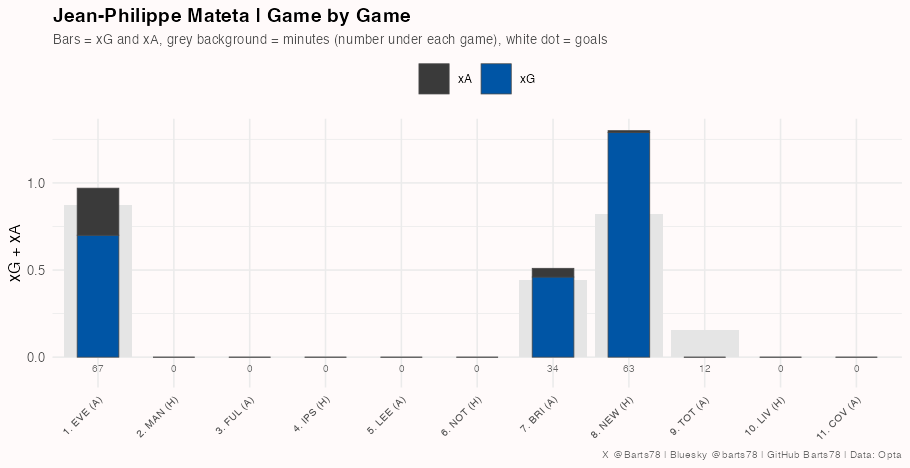 Jean-Philippe Mateta | Game by Game
Bars = xG and xA, grey background = minutes (number under each game), white dot = goals
xA xG
xG + xA
1.0
0.5
0.0
67 0 0 0 0 0 34 63 12 0 0
1. EVE (A) 2. MAN (H) 3. FUL (A) 4. IPS (H) 5. LEE (A) 6. NOT (H) 7. BRI (A) 8. NEW (H) 9. TOT (A) 10. LIV (H) 11. COV (A)
X @Barts78 | Bluesky @barts78 | GitHub Barts78 | Data: Opta